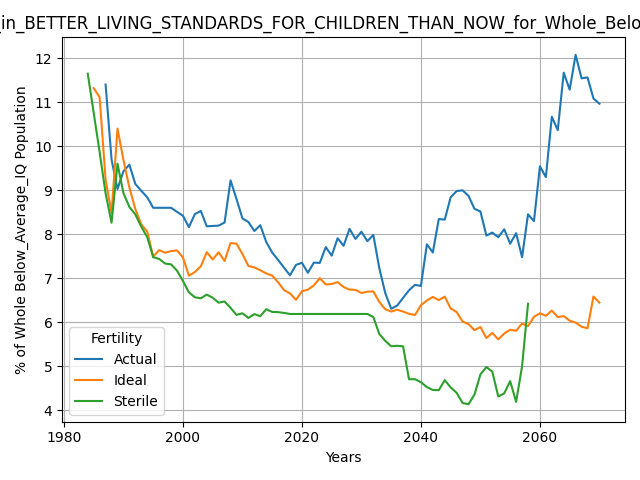 _in_BETTER_LIVING_STANDARDS_FOR_CHILDREN_THAN_NOW_for_Whole_Belo
% of Whole Below_Average_IQ Population
12
11
10
9
8
7
6
5
4
Fertility
Actual
Ideal
Sterile
1980
2000
2020
2040
2060
Years